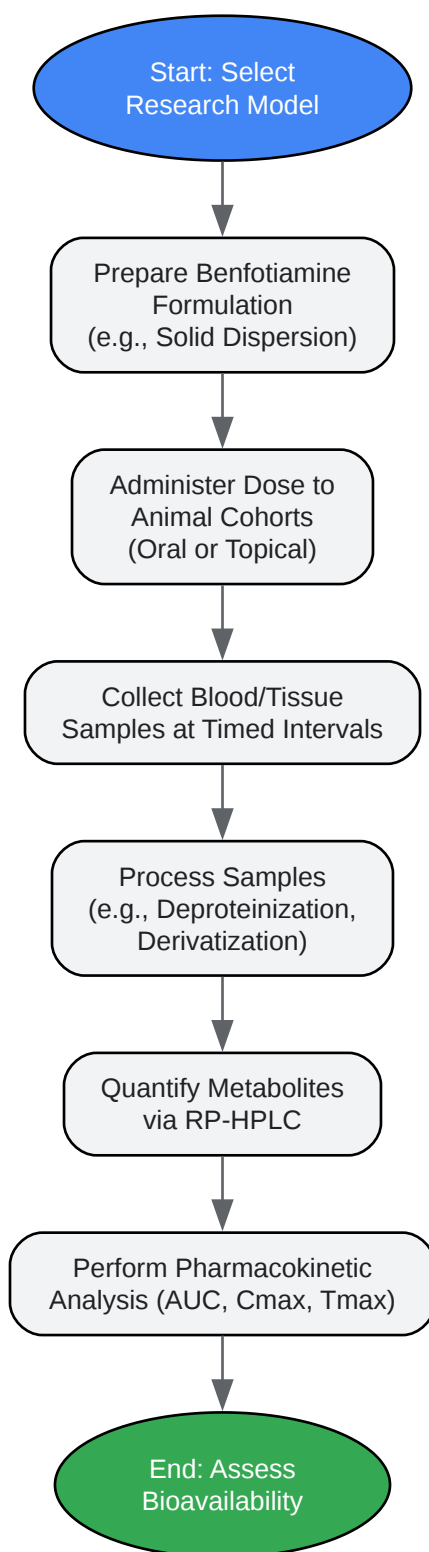 Start: Select
Research Model
Prepare Benfotiamine
Formulation
(e.g., Solid Dispersion)
Administer Dose to
Animal Cohorts
(Oral or Topical)
Collect Blood/Tissue
Samples at Timed Intervals
Process Samples
(e.g., Deproteinization,
Derivatization)
Quantify Metabolites
via RP-HPLC
Perform Pharmacokinetic
Analysis (AUC, Cmax, Tmax)
End: Assess
Bioavailability